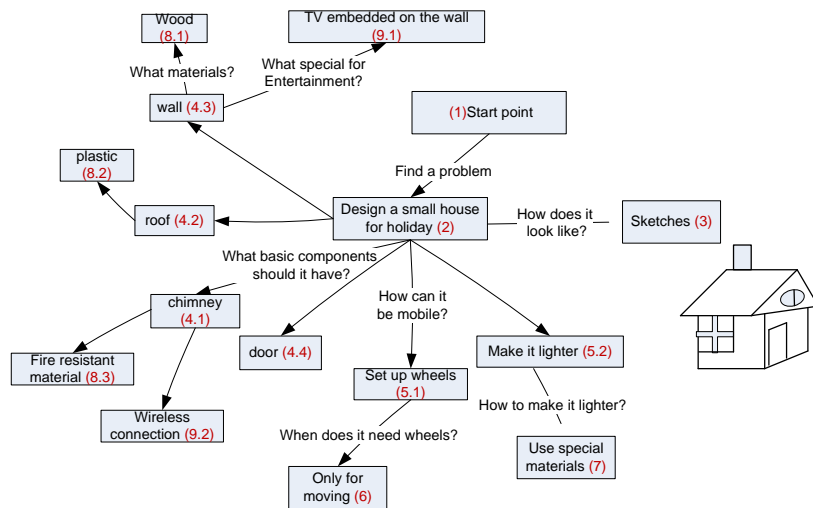 Wood
(8.1)
TV embedded on the wall
(9.1)
What materials?
What special for
Entertainment?
wall (4.3)
(1)Start point
plastic
(8.2)
Find a problem
roof (4.2)
Design a small house
for holiday (2)
How does it
look like?
Sketches (3)
What basic components
should it have?
chimney
(4.1)
How can it
be mobile?
door (4.4)
Make it lighter (5.2)
Fire resistant
material (8.3)
Set up wheels
(5.1)
How to make it lighter?
Wireless
connection (9.2)
When does it need wheels?
Use special
materials (7)
Only for
moving (6)